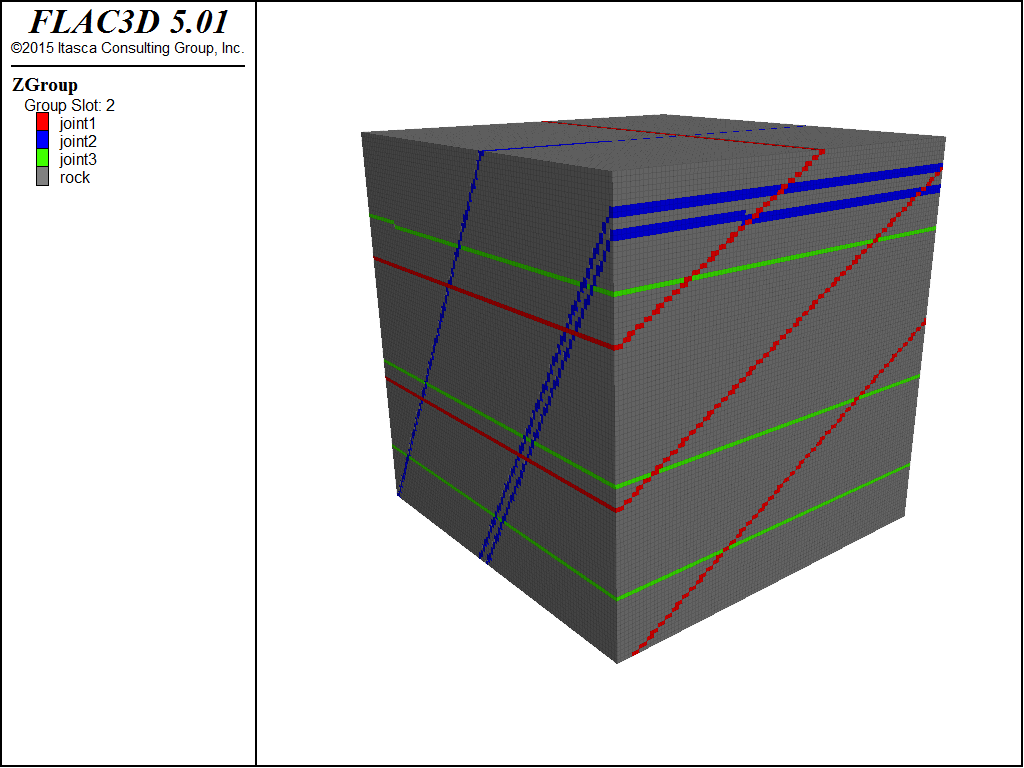 FLAC3D 5.01
©2015 Itasca Consulting Group, Inc.
ZGroup
Group Slot: 2
joint1
joint2
joint3
rock